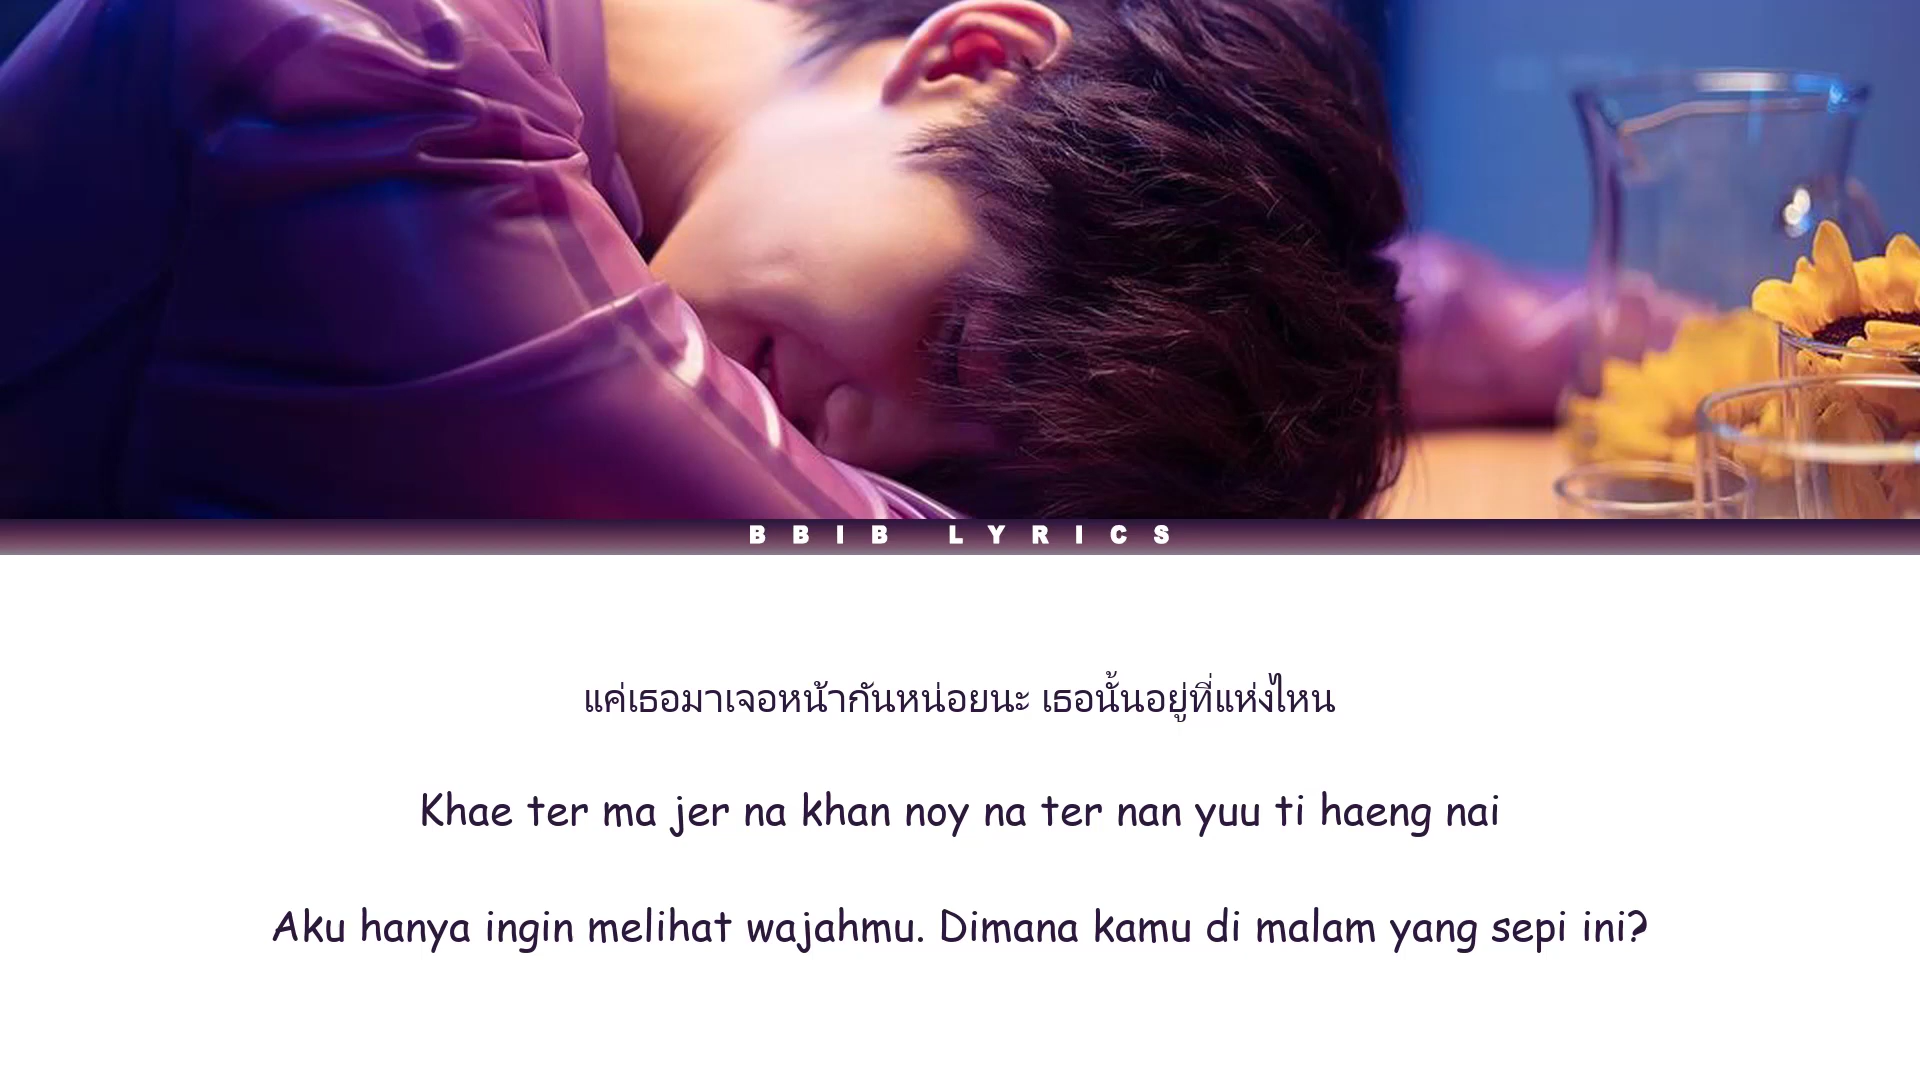 BBIB LYRICS
แค่เธอมาเจอหน้ากันหน่อยนะ เธอนั้นอยู่ที่แห่งไหน
Khae ter ma jer na khan noy na ter nan yuu ti haeng nai
Aku hanya ingin melihat wajahmu. Dimana kamu di malam yang sepi ini?